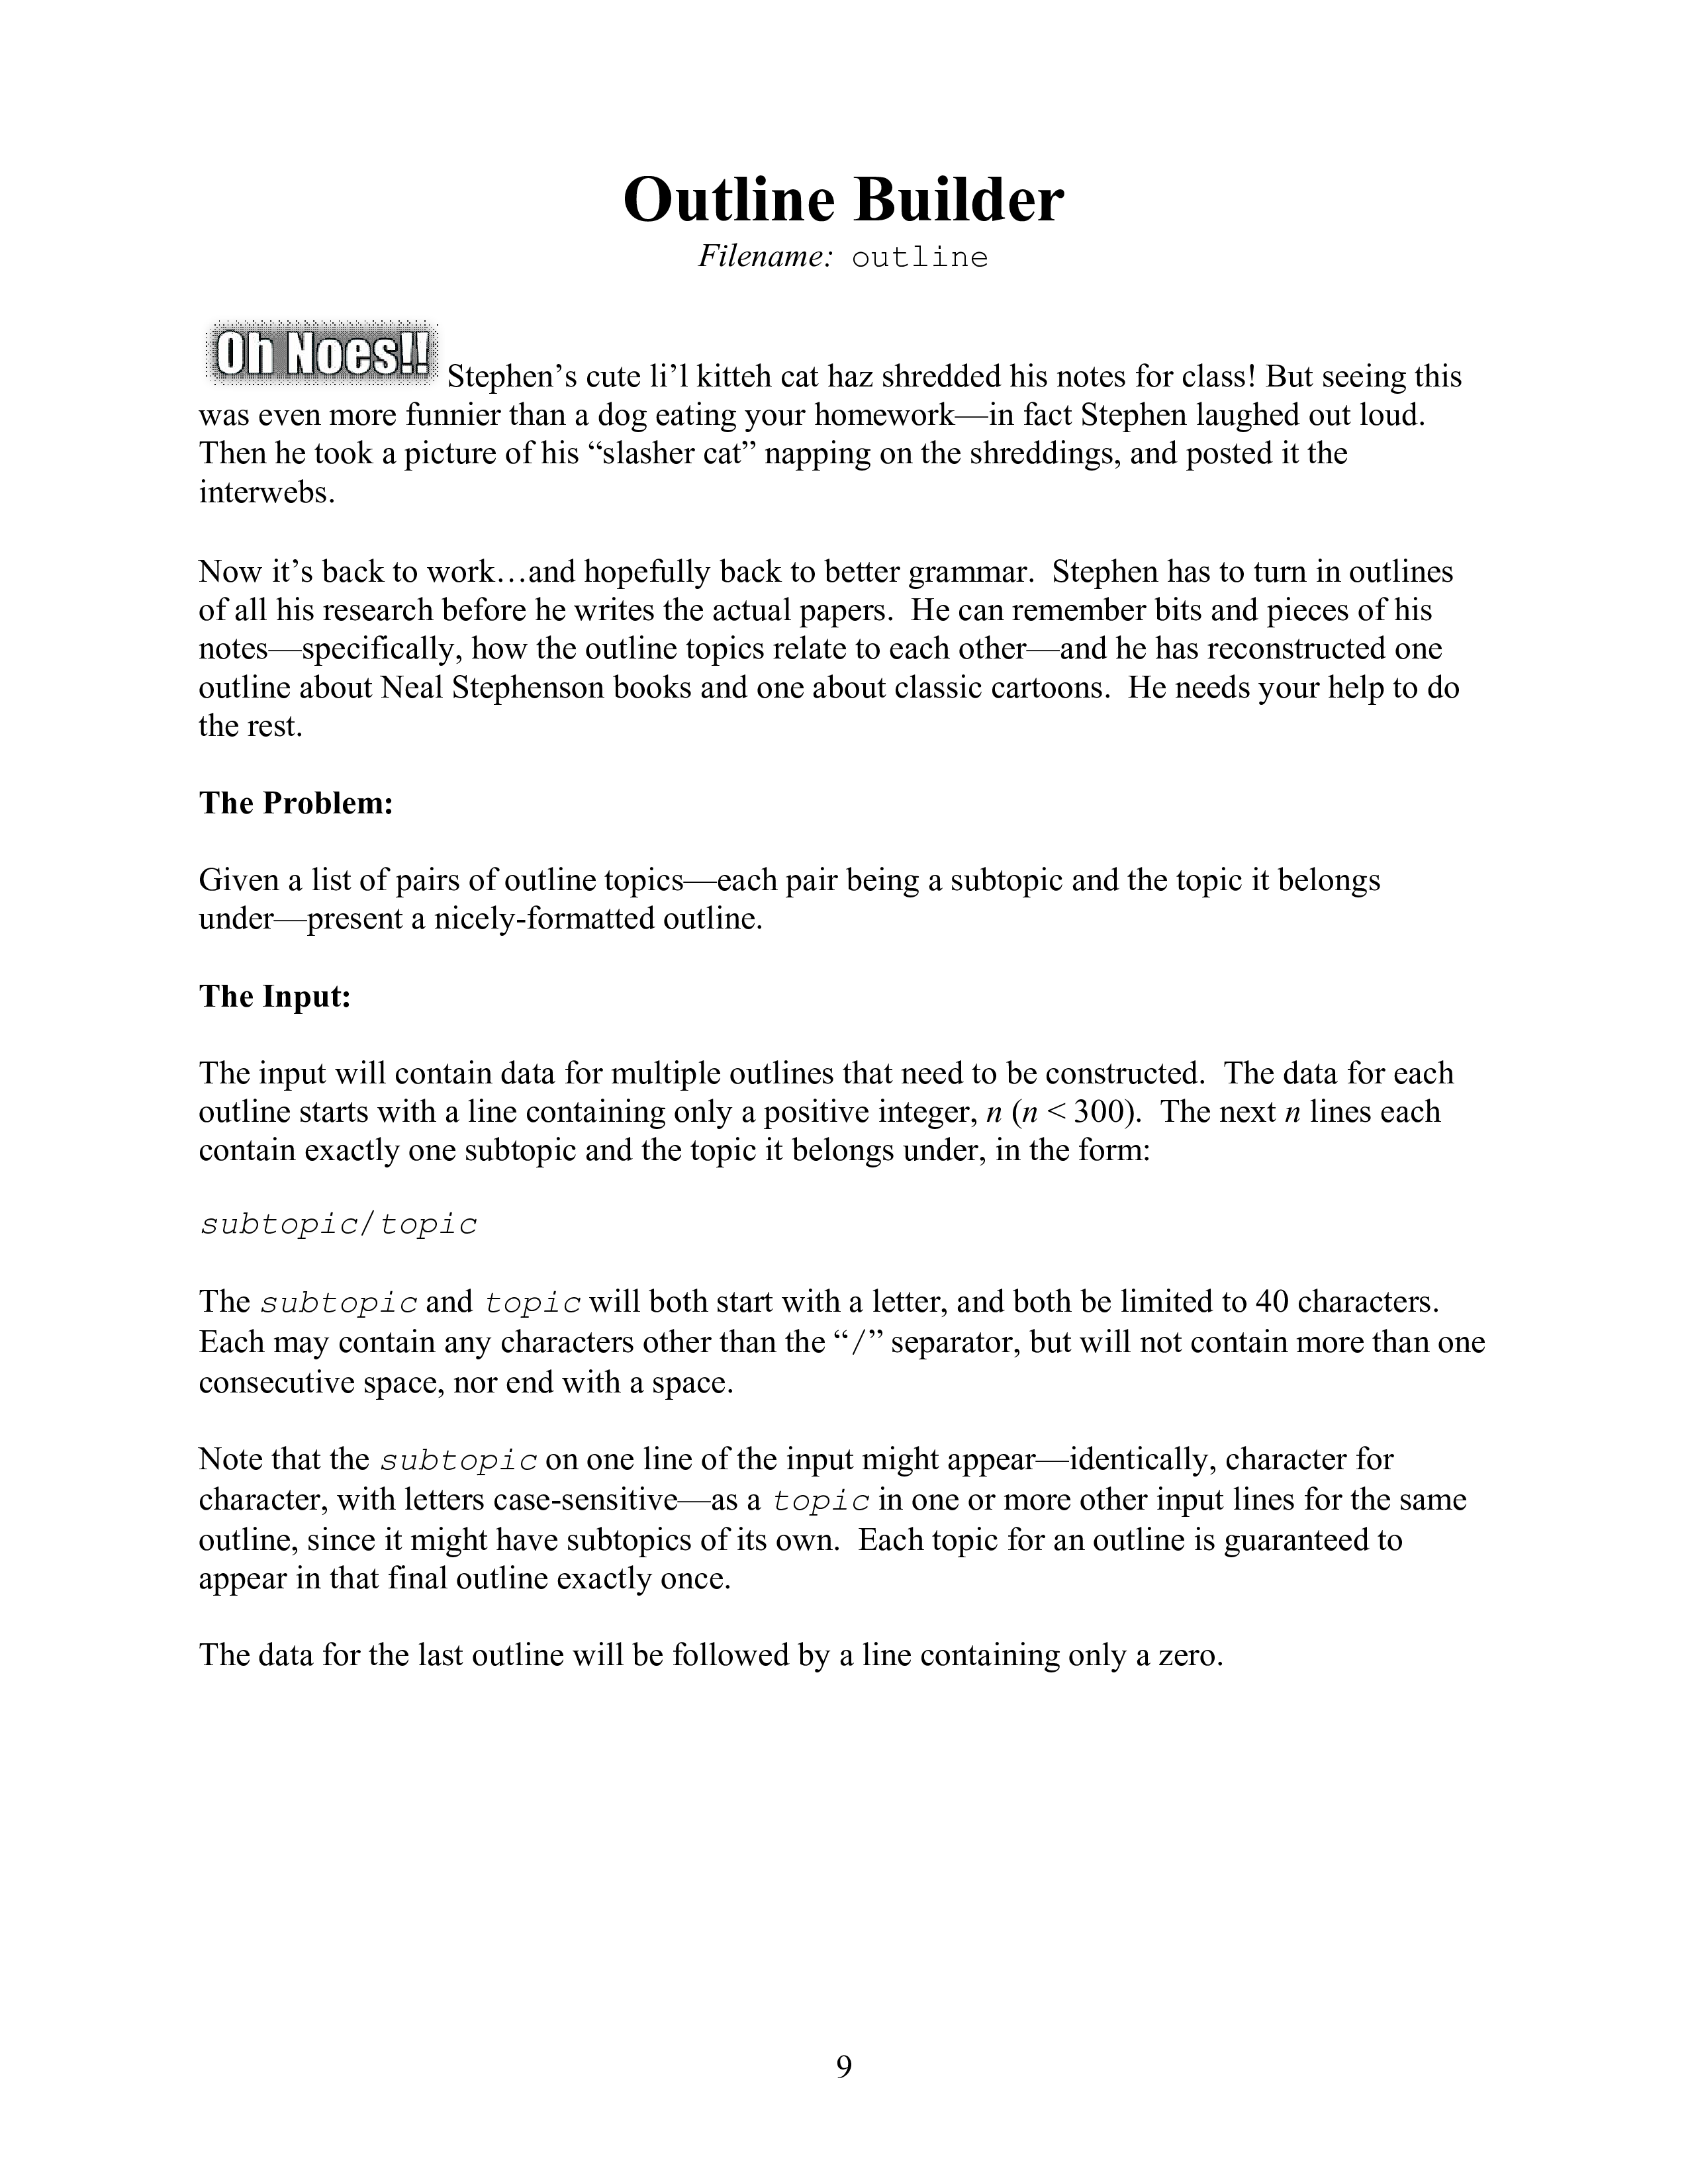 Outline Builder
Filename: outline
Oh Noes!! Stephen’s cute li’l kitteh cat haz shredded his notes for class! But seeing this
was even more funnier than a dog eating your homework—in fact Stephen laughed out loud.
Then he took a picture of his “slasher cat” napping on the shreddings, and posted it the
interwebs.
Now it’s back to work…and hopefully back to better grammar.  Stephen has to turn in outlines
of all his research before he writes the actual papers.  He can remember bits and pieces of his
notes—specifically, how the outline topics relate to each other—and he has reconstructed one
outline about Neal Stephenson books and one about classic cartoons.  He needs your help to do
the rest.
The Problem:
Given a list of pairs of outline topics—each pair being a subtopic and the topic it belongs
under—present a nicely-formatted outline.
The Input:
The input will contain data for multiple outlines that need to be constructed.  The data for each
outline starts with a line containing only a positive integer, n (n < 300).  The next n lines each
contain exactly one subtopic and the topic it belongs under, in the form:
subtopic/topic
The subtopic and topic will both start with a letter, and both be limited to 40 characters.
Each may contain any characters other than the “/” separator, but will not contain more than one
consecutive space, nor end with a space.
Note that the subtopic on one line of the input might appear—identically, character for
character, with letters case-sensitive—as a topic in one or more other input lines for the same
outline, since it might have subtopics of its own.  Each topic for an outline is guaranteed to
appear in that final outline exactly once.
The data for the last outline will be followed by a line containing only a zero.
9